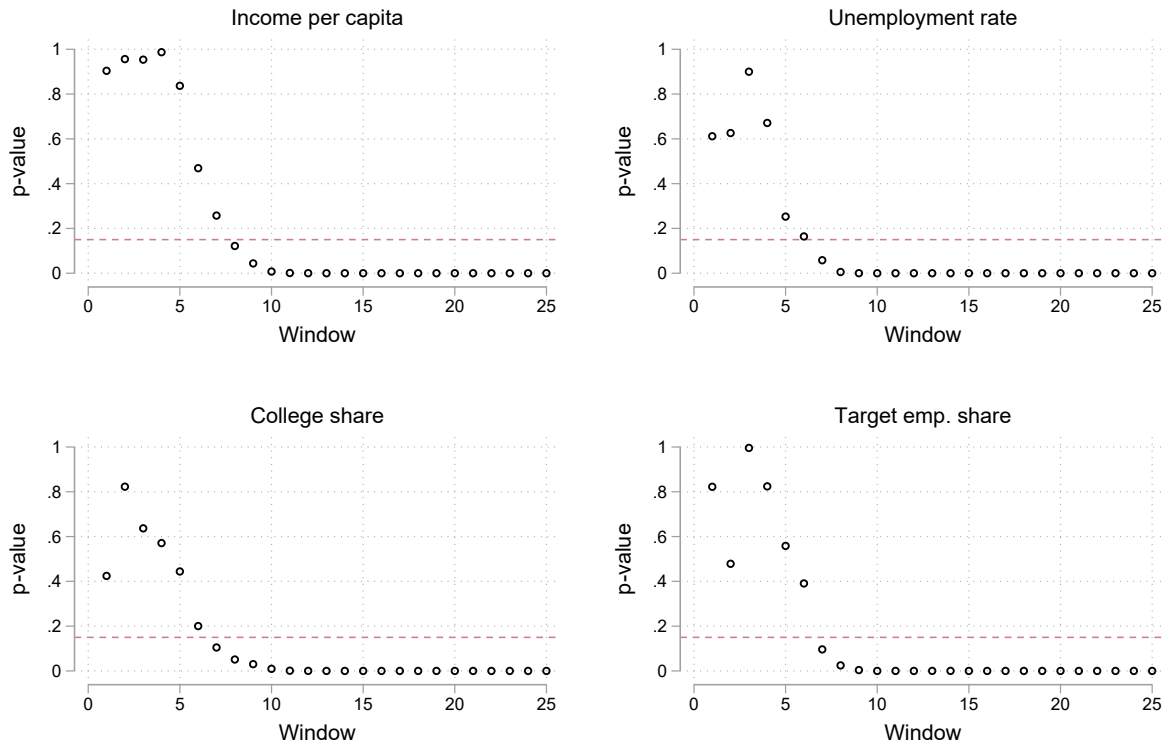 Income per capita
p-value
1
.8
.6
.4
.2
0
0 5 10 15 20 25
Window
Unemployment rate
p-value
1
.8
.6
.4
.2
0
0 5 10 15 20 25
Window
College share
p-value
1
.8
.6
.4
.2
0
0 5 10 15 20 25
Window
Target emp. share
p-value
1
.8
.6
.4
.2
0
0 5 10 15 20 25
Window